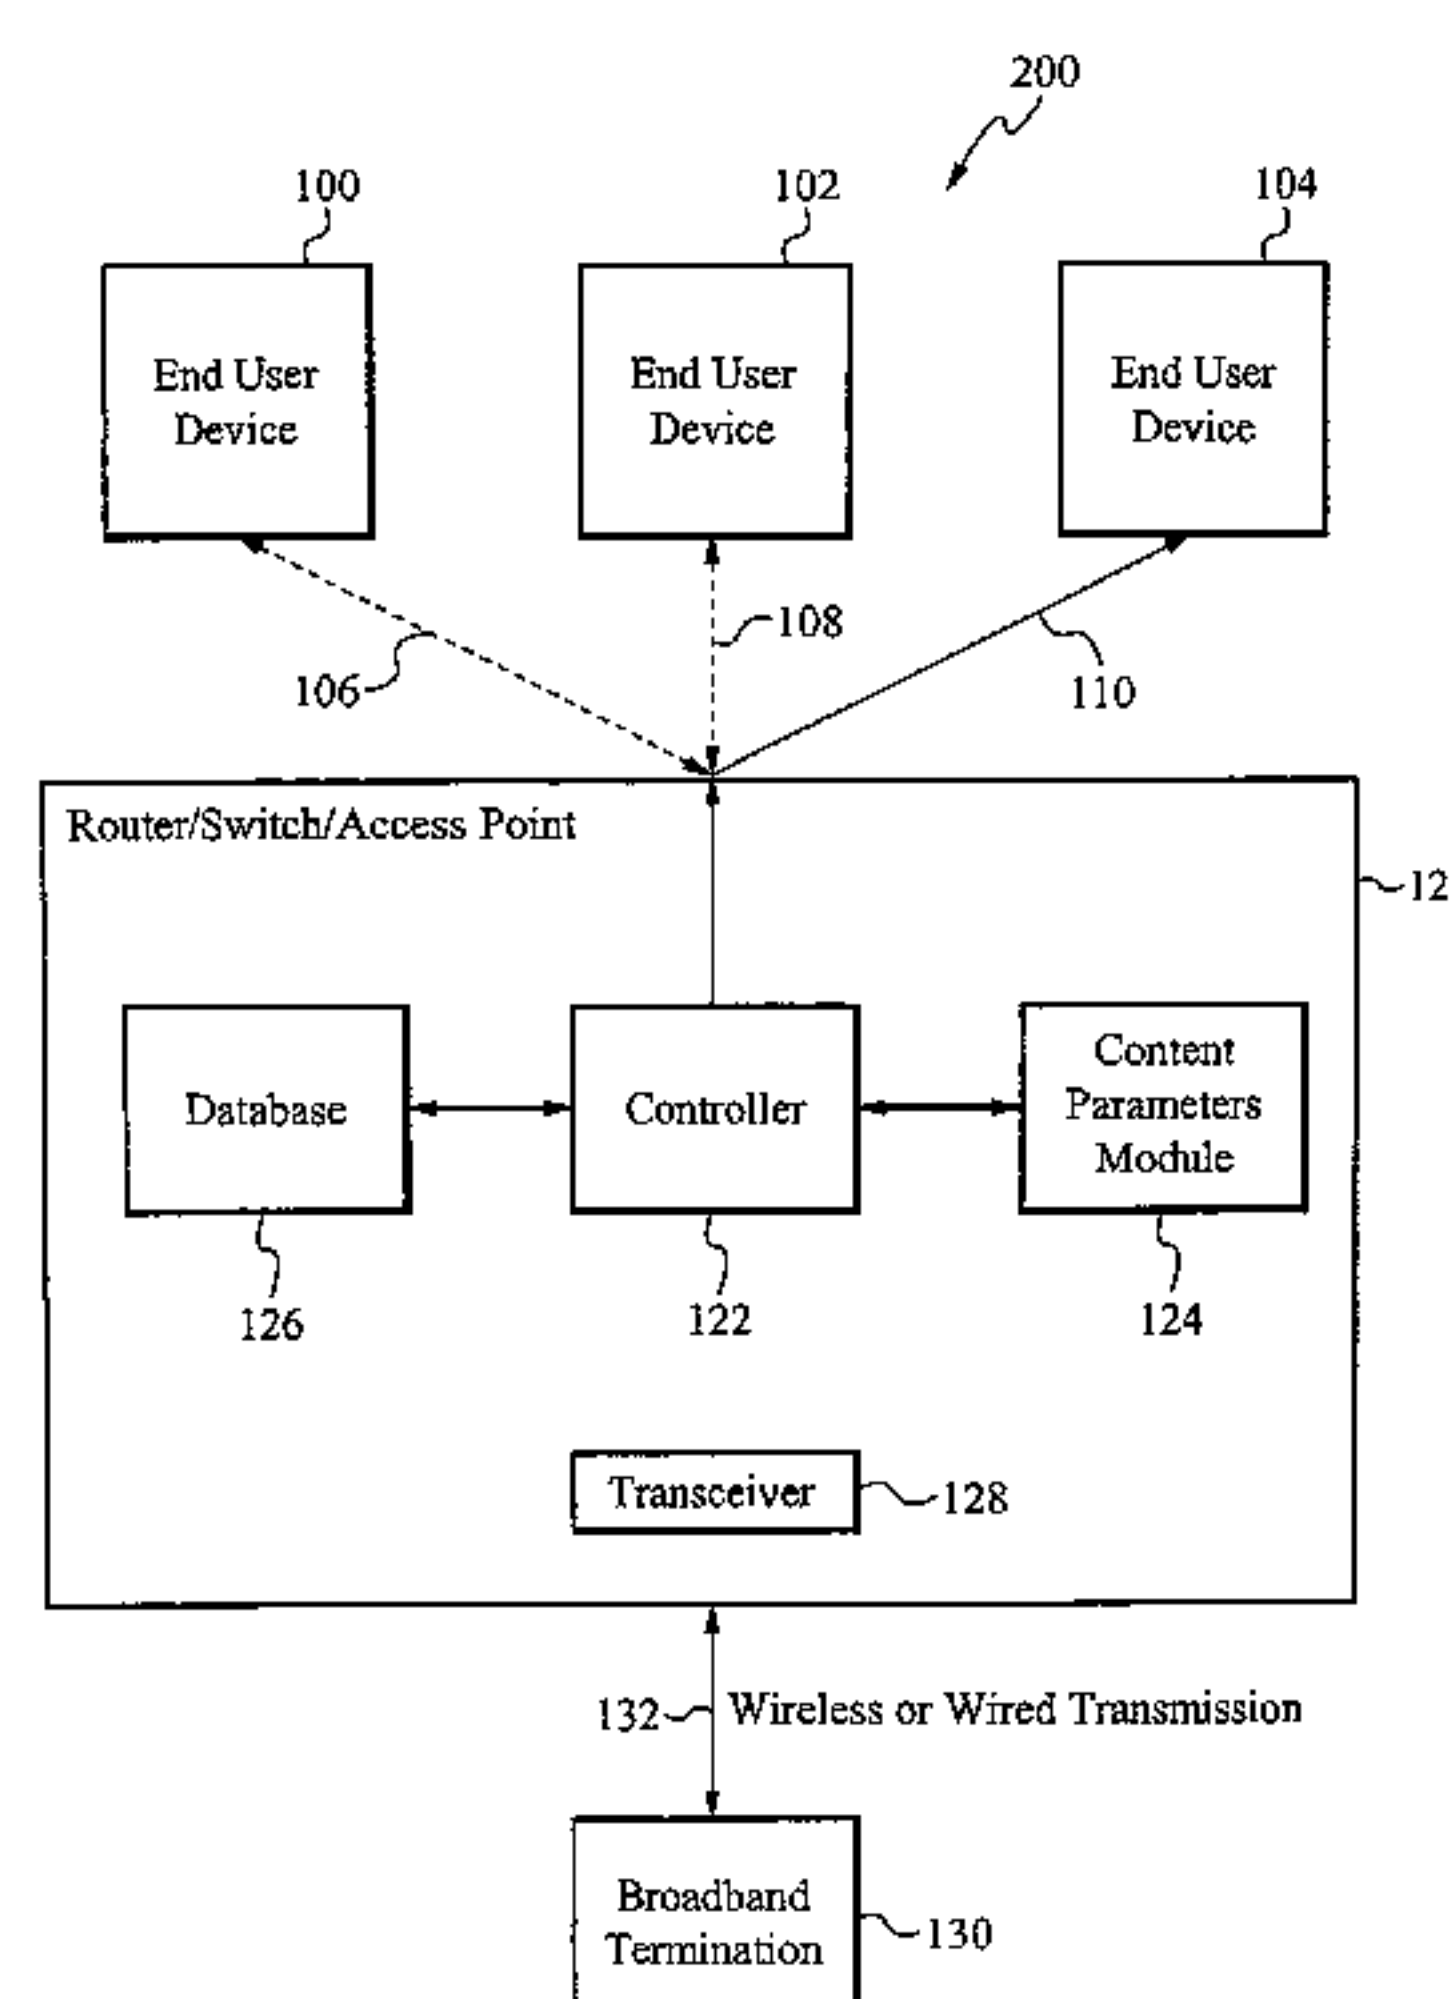 200
100
102
104
End User
Device
End User
Device
End User
Device
108
106
110
Router/Switch/Access Point
12
Database
Controller
Content
Parameters
Module
126
122
124
Transceiver
128
132
Wireless or Wired Transmission
Broadband
Termination
130